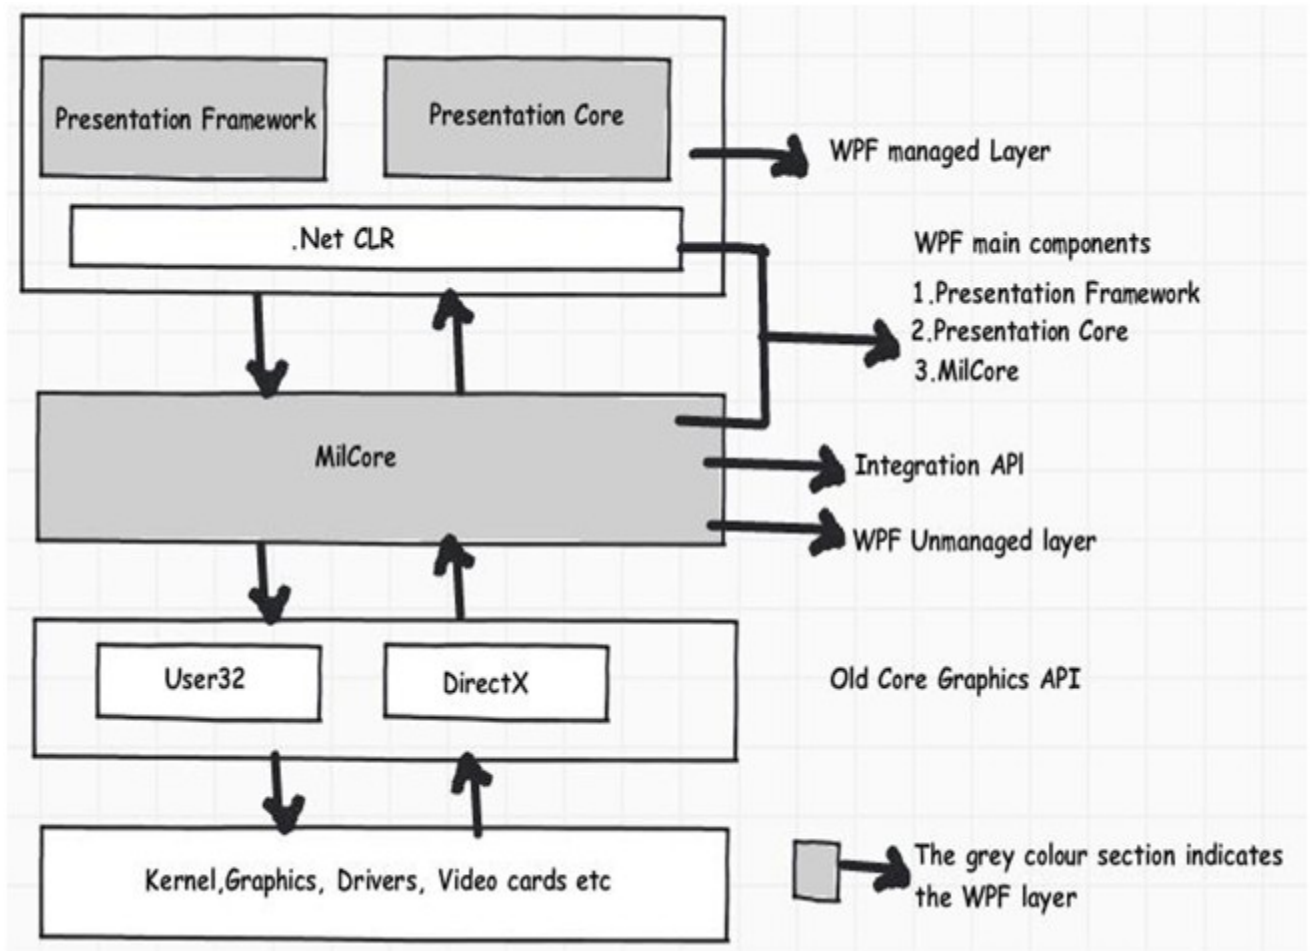 Presentation Framework
Presentation Core
WPF managed Layer
.Net CLR
WPF main components
1.Presentation Framework
2.Presentation Core
3.MilCore
MilCore
Integration API
WPF Unmanaged layer
User32
DirectX
Old Core Graphics API
Kernel,Graphics, Drivers, Video cards etc
The grey colour section indicates
the WPF layer